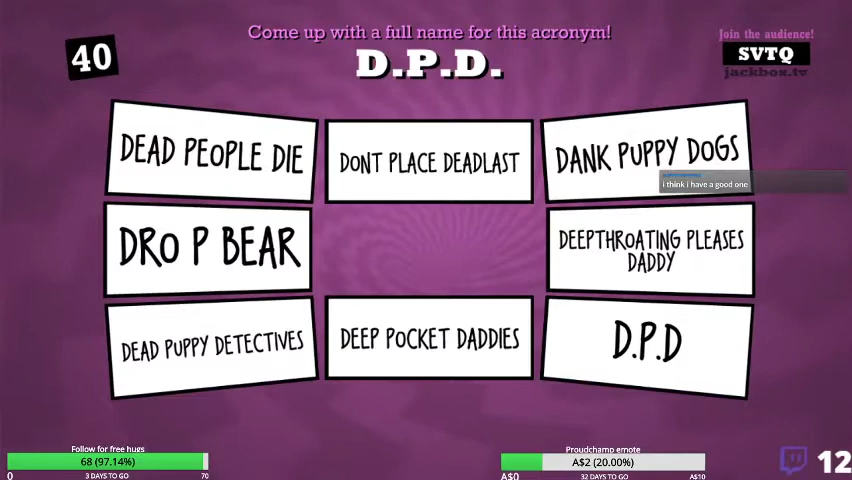 Come up with a full name for this acronym!
40
D.P.D.
Join the audience!
SVTQ
jackbox.tv
DEAD PEOPLE DIE
DONT PLACE DEADLAST
DANK PUPPY DOGS
i think i have a good one
DRO P BEAR
DEEPTHROATING PLEASES
DADDY
DEAD PUPPY DETECTIVES
DEEP POCKET DADDIES
D.P.D
Follow for free hugs
68 (97.14%)
0
3 DAYS TO GO
70
Proudchamp emote
A$2 (20.00%)
A$0
32 DAYS TO GO
A$10
12